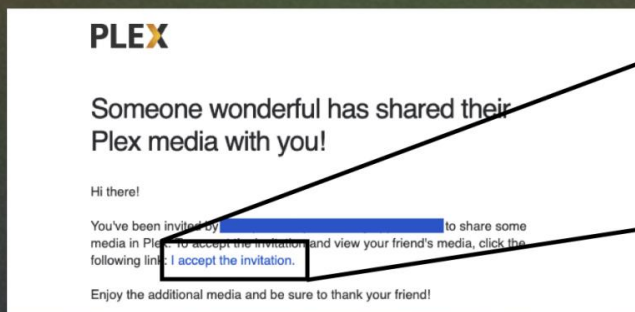 PLEX
Someone wonderful has shared their
Plex media with you!
Hi there!
You've been invited by to share some
media in Plex. To accept the invitation and view your friend's media, click the
following link: I accept the invitation.
Enjoy the additional media and be sure to thank your friend!